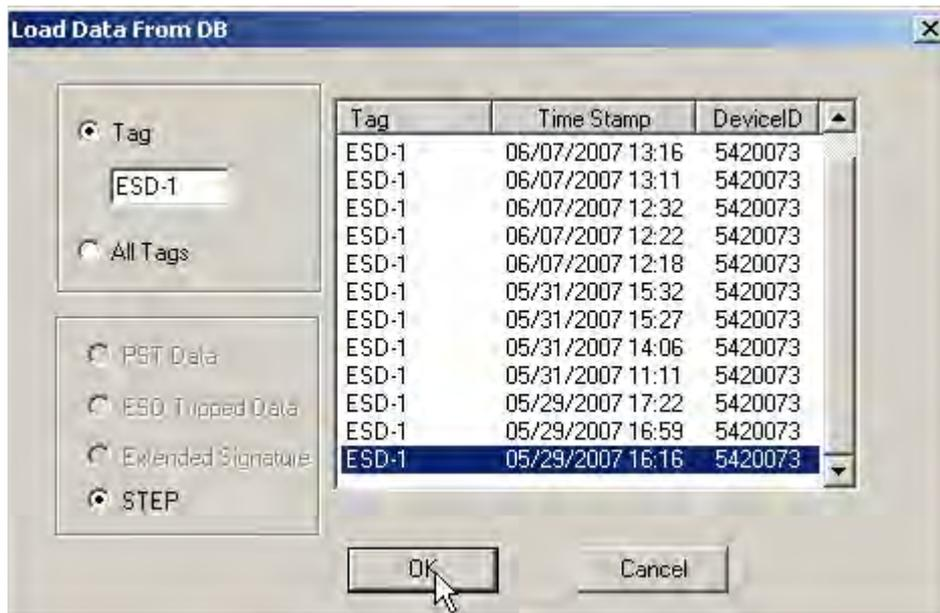 Load Data From DB
Tag
ESD-1
All Tags
PST Data
ESD Tripped Data
Extended Signature
STEP
Tag Time Stamp DeviceID
ESD-1 06/07/2007 13:16 5420073
ESD-1 06/07/2007 13:11 5420073
ESD-1 06/07/2007 12:32 5420073
ESD-1 06/07/2007 12:22 5420073
ESD-1 06/07/2007 12:18 5420073
ESD-1 05/31/2007 15:32 5420073
ESD-1 05/31/2007 15:27 5420073
ESD-1 05/31/2007 14:06 5420073
ESD-1 05/31/2007 11:11 5420073
ESD-1 05/29/2007 17:22 5420073
ESD-1 05/29/2007 16:59 5420073
ESD-1 05/29/2007 16:16 5420073
OK Cancel